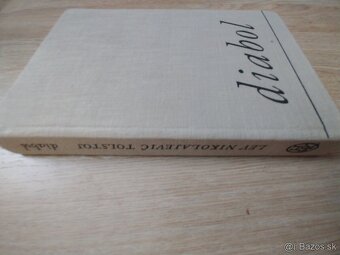 diabol
LEV NIKOLAJEVIČ TOLSTOJ
diabol
© Bazos.sk